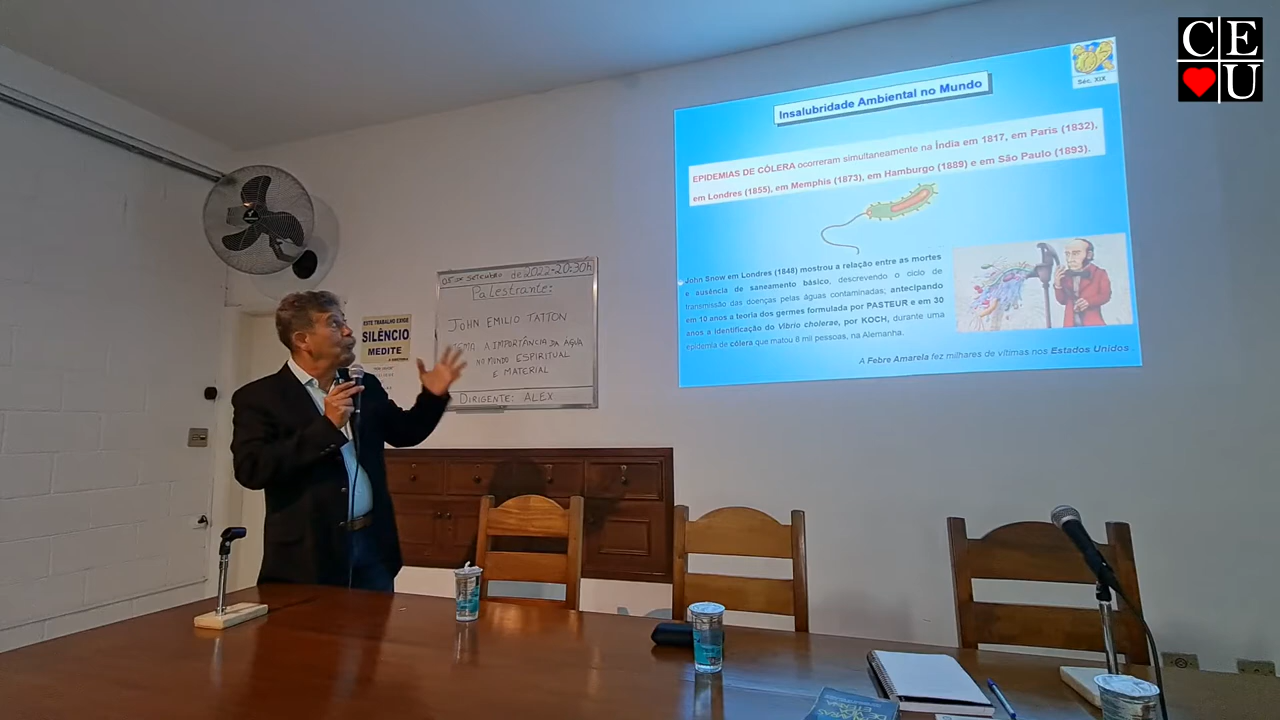 CE
U
Séc. XIX
Insalubridade Ambiental no Mundo
EPIDEMIAS DE CÓLERA ocorreram simultaneamente na Índia em 1817, em Paris (1832),
em Londres (1855), em Memphis (1873), em Hamburgo (1889) e em São Paulo (1893).
John Snow em Londres (1848) mostrou a relação entre as mortes
e ausência de saneamento básico, descrevendo o ciclo de
transmissão das doenças pelas águas contaminadas; antecipando
em 10 anos a teoria dos germes formulada por PASTEUR e em 30
anos a identificação do Vibrio cholerae, por KOCH, durante uma
epidemia de cólera que matou 8 mil pessoas, na Alemanha.
A Febre Amarela fez milhares de vítimas nos Estados Unidos.
05 de Setembro de 2022-20:30h
Palestrante:
JOHN EMILIO TATTON
TEMA: A IMPORTÂNCIA DA ÁGUA
NO MUNDO ESPIRITUAL
E MATERIAL
DIRIGENTE: ALEX
ESTE TRABALHO EXIGE
SILÊNCIO
MEDITE